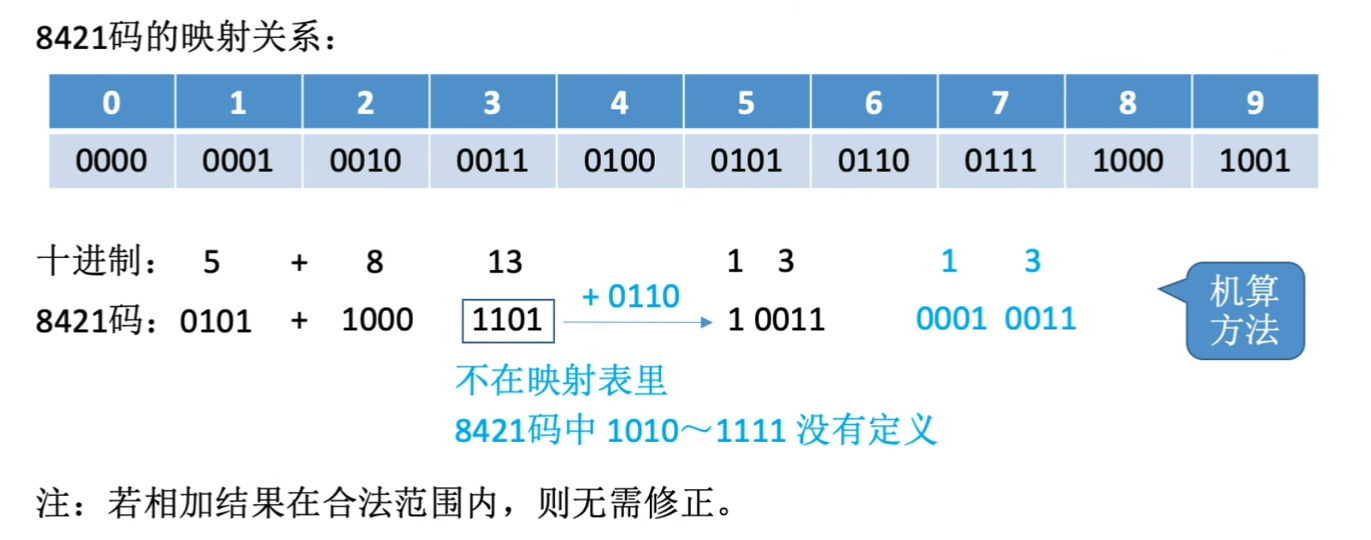 8421码的映射关系：
0 1 2 3 4 5 6 7 8 9
0000 0001 0010 0011 0100 0101 0110 0111 1000 1001
十进制： 5 + 8 13 1 3 1 3
+ 0110
8421码：0101 + 1000 1101 1 0011 0001 0011
机算
方法
不在映射表里
8421码中 1010～1111 没有定义
注：若相加结果在合法范围内，则无需修正。